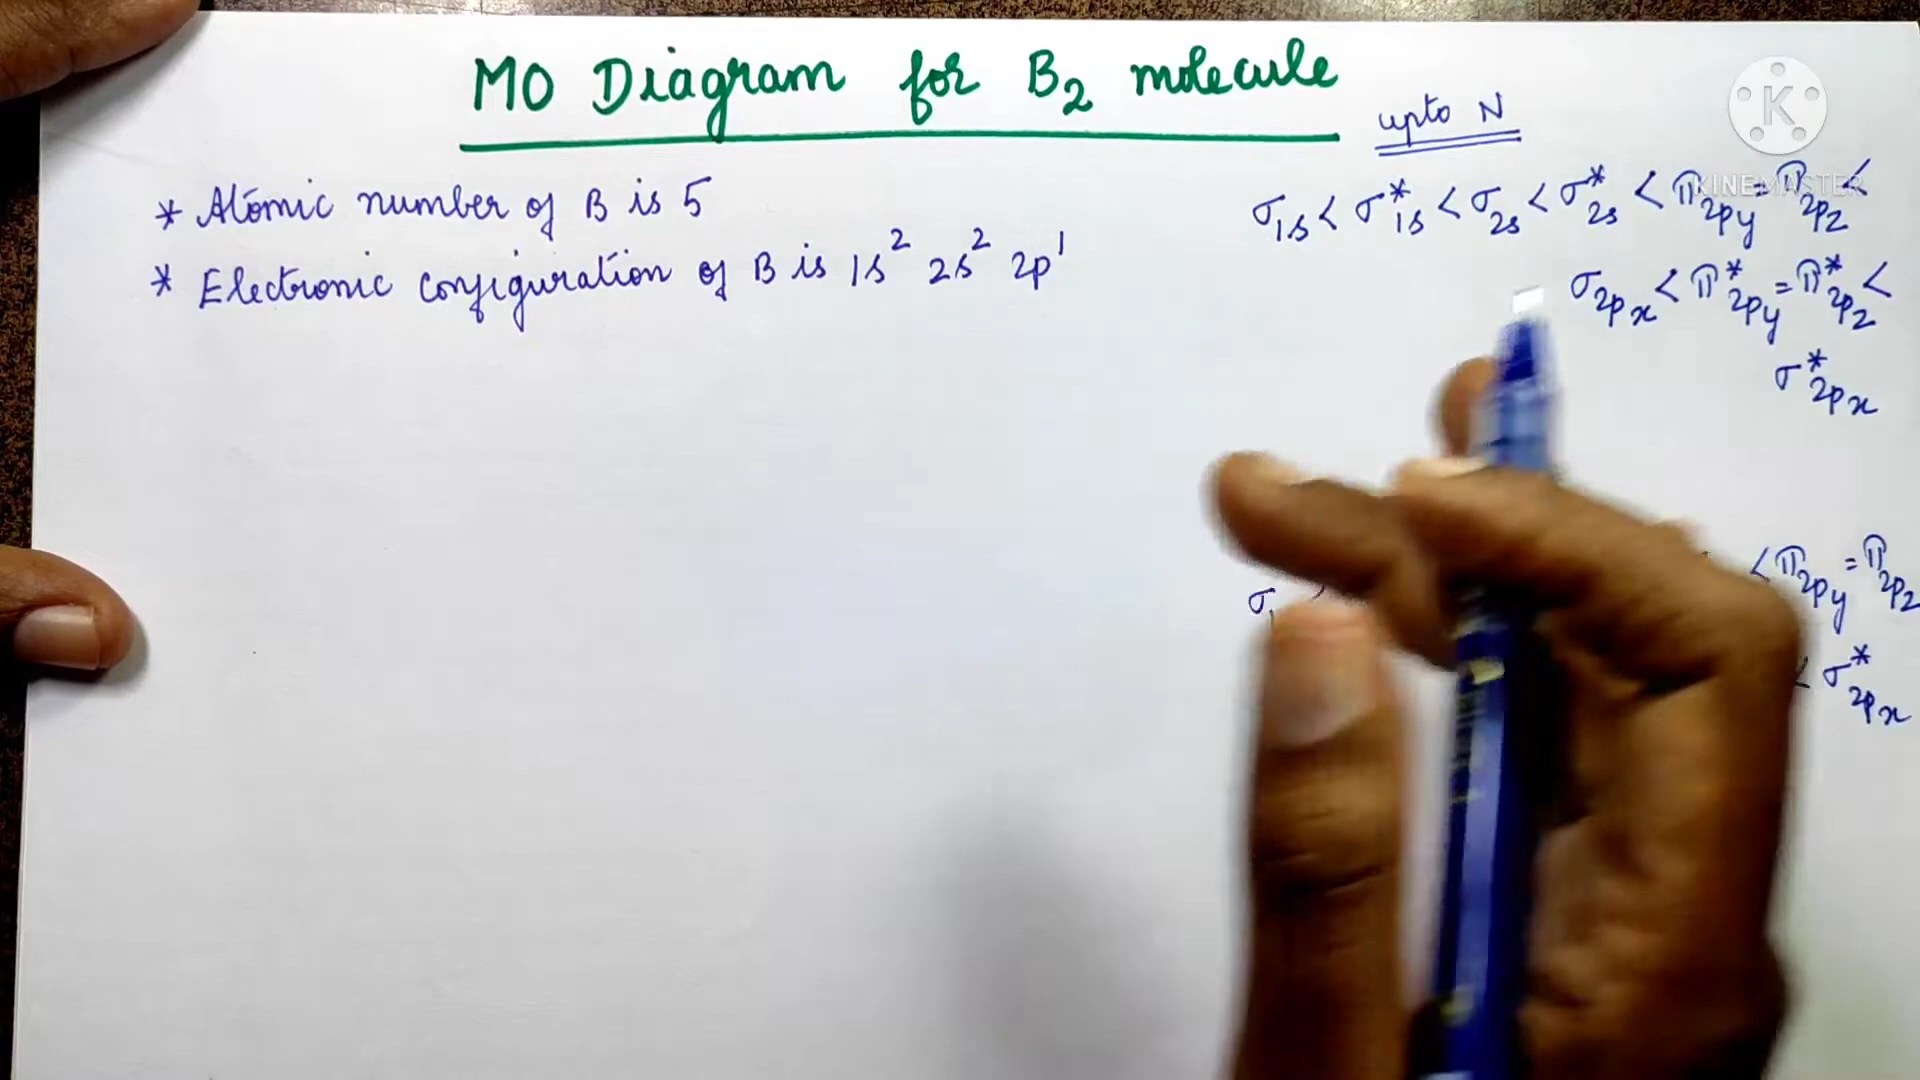 MO Diagram for B₂ molecule
upto N
* Atomic number of B is 5
* Electronic configuration of B is 1s² 2s² 2p¹
σ1s < σ*1s < σ2s < σ*2s < π2py = π2pz <
σ2px < π*2py = π*2pz <
σ*2px
< π2py = π2pz
< σ*2px
K
KINEMASTER